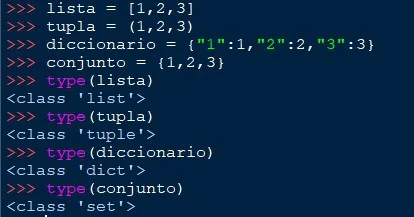 >>> lista = [1,2,3]
>>> tupla = (1,2,3)
>>> diccionario = {"1":1,"2":2,"3":3}
>>> conjunto = {1,2,3}
>>> type(lista)
<class 'list'>
>>> type(tupla)
<class 'tuple'>
>>> type(diccionario)
<class 'dict'>
>>> type(conjunto)
<class 'set'>